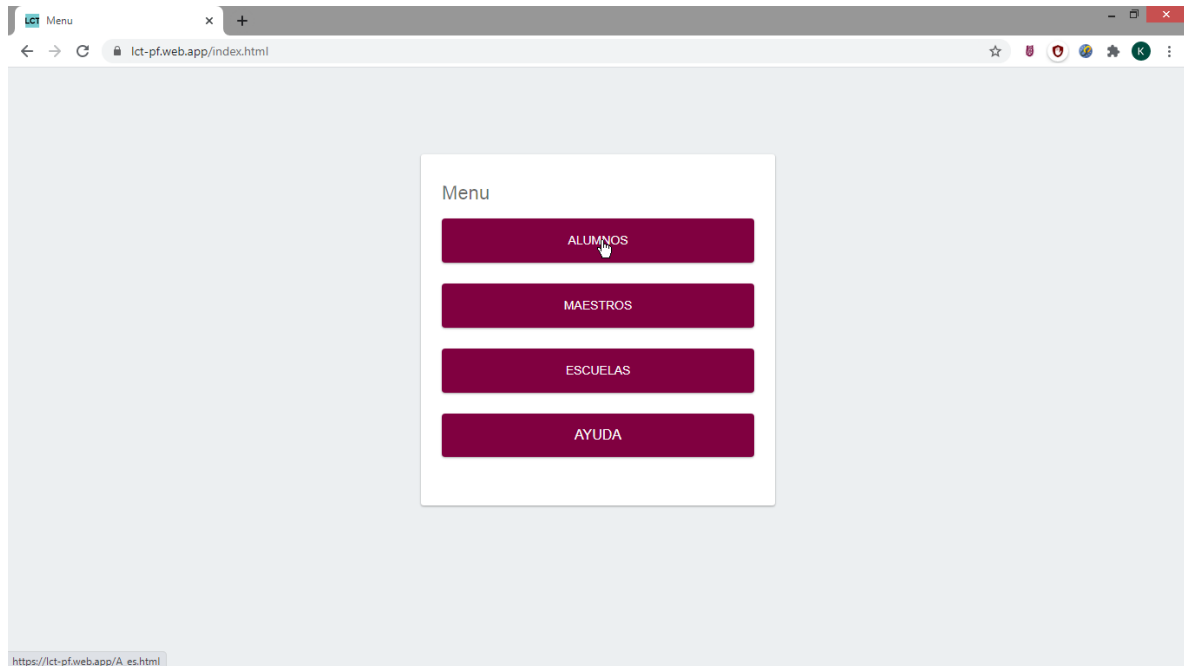 LCT Menu
lct-pf.web.app/index.html
K
Menu
ALUMNOS
MAESTROS
ESCUELAS
AYUDA
https://lct-pf.web.app/A_es.html